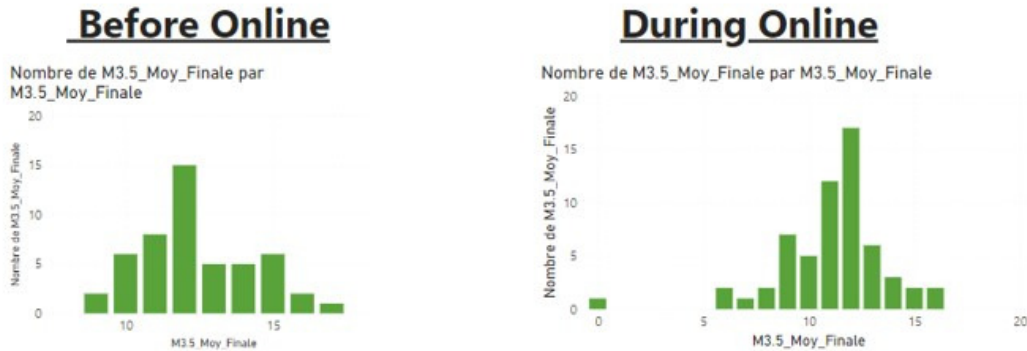 Before Online
Nombre de M3.5_Moy_Finale par
M3.5_Moy_Finale
Nombre de M3.5_Moy_Finale
20
15
10
5
0
10
15
M3.5_Moy_Finale
During Online
Nombre de M3.5_Moy_Finale par M3.5_Moy_Finale
Nombre de M3.5_Moy_Finale
20
15
10
5
0
0
5
10
15
20
M3.5_Moy_Finale